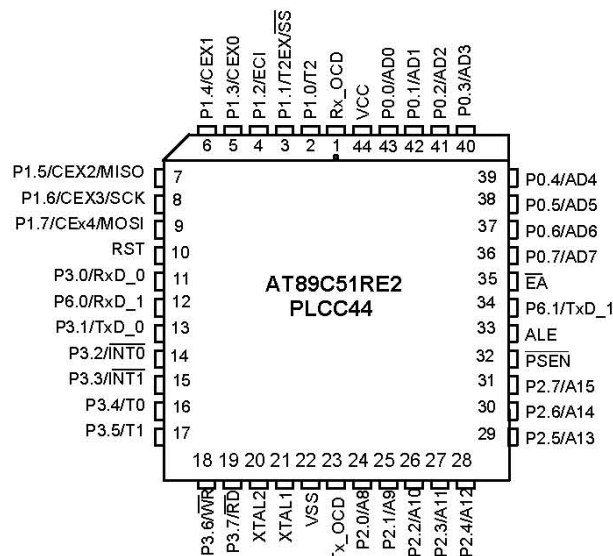 P1.4/CEX1
P1.3/CEX0
P1.2/ECI
P1.1/T2EX/S̅S̅
P1.0/T2
Rx_OCD
VCC
P0.0/AD0
P0.1/AD1
P0.2/AD2
P0.3/AD3
6 5 4 3 2 1 44 43 42 41 40
P1.5/CEX2/MISO 7
P1.6/CEX3/SCK 8
P1.7/CEx4/MOSI 9
RST 10
P3.0/RxD_0 11
P6.0/RxD_1 12
P3.1/TxD_0 13
P3.2/I̅N̅T̅0̅ 14
P3.3/I̅N̅T̅1̅ 15
P3.4/T0 16
P3.5/T1 17
AT89C51RE2
PLCC44
39 P0.4/AD4
38 P0.5/AD5
37 P0.6/AD6
36 P0.7/AD7
35 E̅A̅
34 P6.1/TxD_1
33 ALE
32 P̅S̅E̅N̅
31 P2.7/A15
30 P2.6/A14
29 P2.5/A13
18 19 20 21 22 23 24 25 26 27 28
P3.6/W̅R̅
P3.7/R̅D̅
XTAL2
XTAL1
VSS
Tx_OCD
P2.0/A8
P2.1/A9
P2.2/A10
P2.3/A11
P2.4/A12